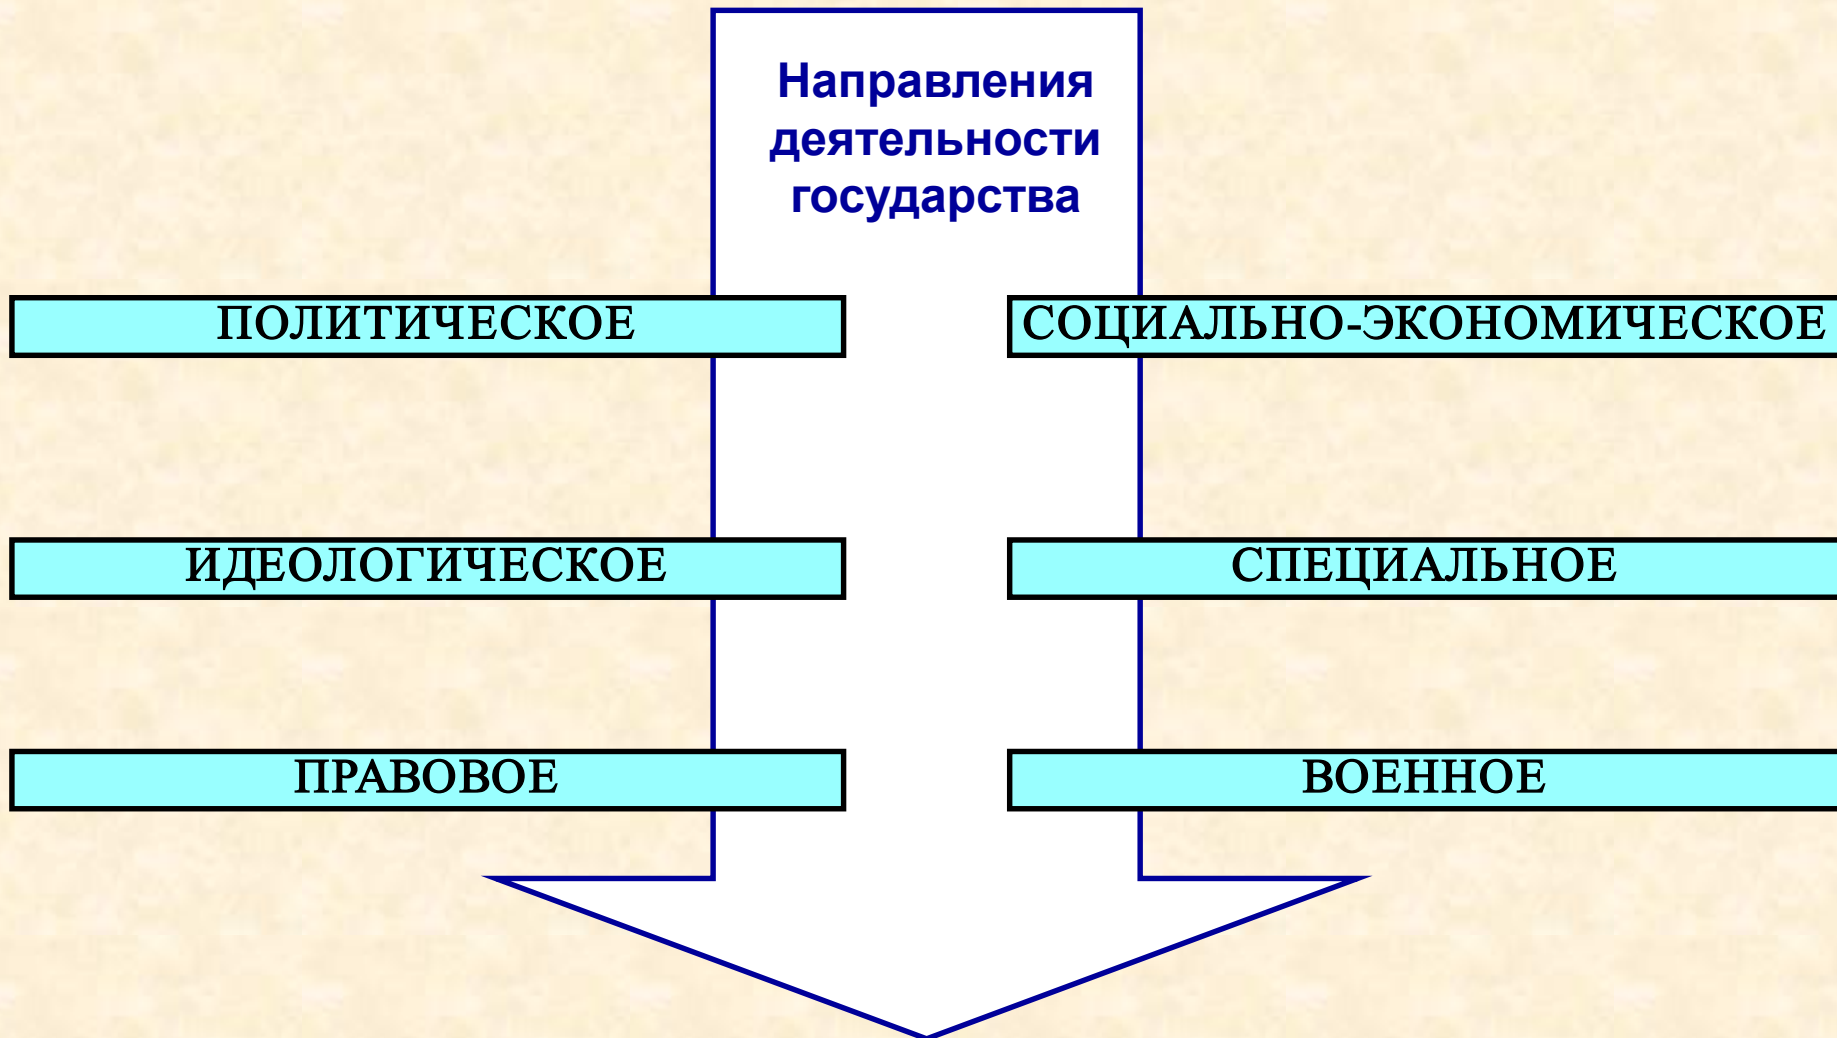 Направления
деятельности
государства
ПОЛИТИЧЕСКОЕ
СОЦИАЛЬНО-ЭКОНОМИЧЕСКОЕ
ИДЕОЛОГИЧЕСКОЕ
СПЕЦИАЛЬНОЕ
ПРАВОВОЕ
ВОЕННОЕ